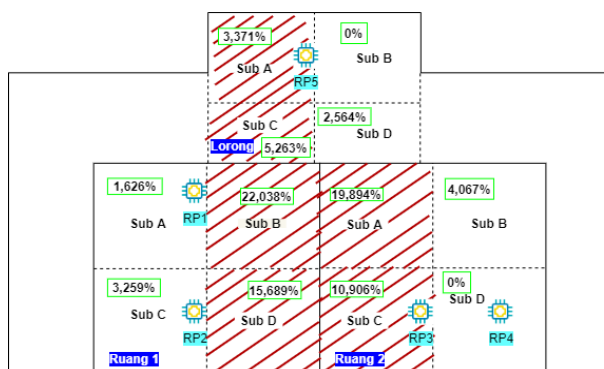 3,371%
0%
Sub A
Sub B
RP5
Sub C
2,564%
Sub D
Lorong
5,263%
1,626%
22,038%
19,894%
4,067%
RP1
Sub A
Sub B
Sub A
Sub B
3,259%
15,689%
10,906%
0%
Sub D
Sub C
Sub D
Sub C
RP2
RP3
RP4
Ruang 1
Ruang 2